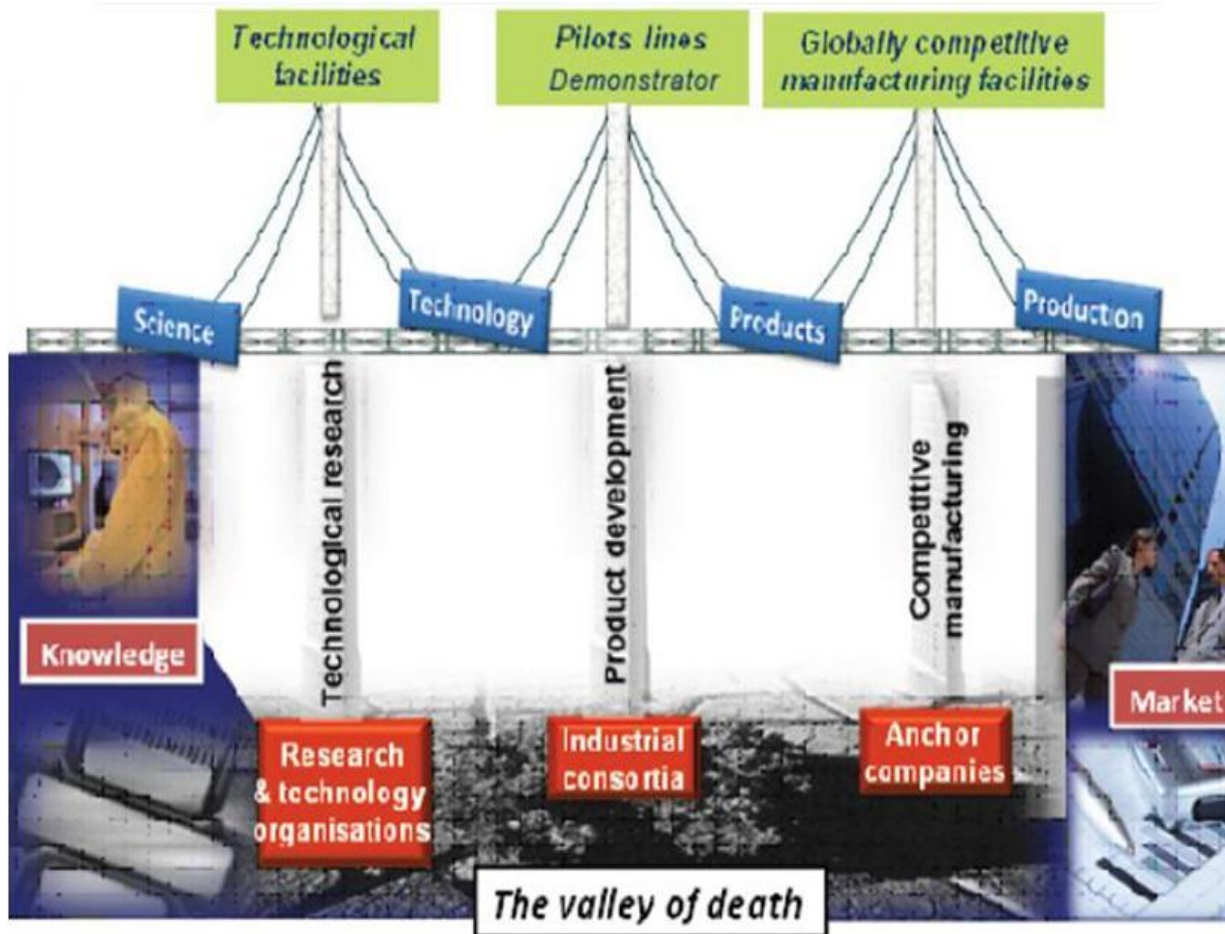 Technological
facilities
Pilots lines
Demonstrator
Globally competitive
manufacturing facilities
Science
Technology
Products
Production
Technological research
Product development
Competitive
manufacturing
Knowledge
Market
Research
& technology
organisations
Industrial
consortia
Anchor
companies
The valley of death